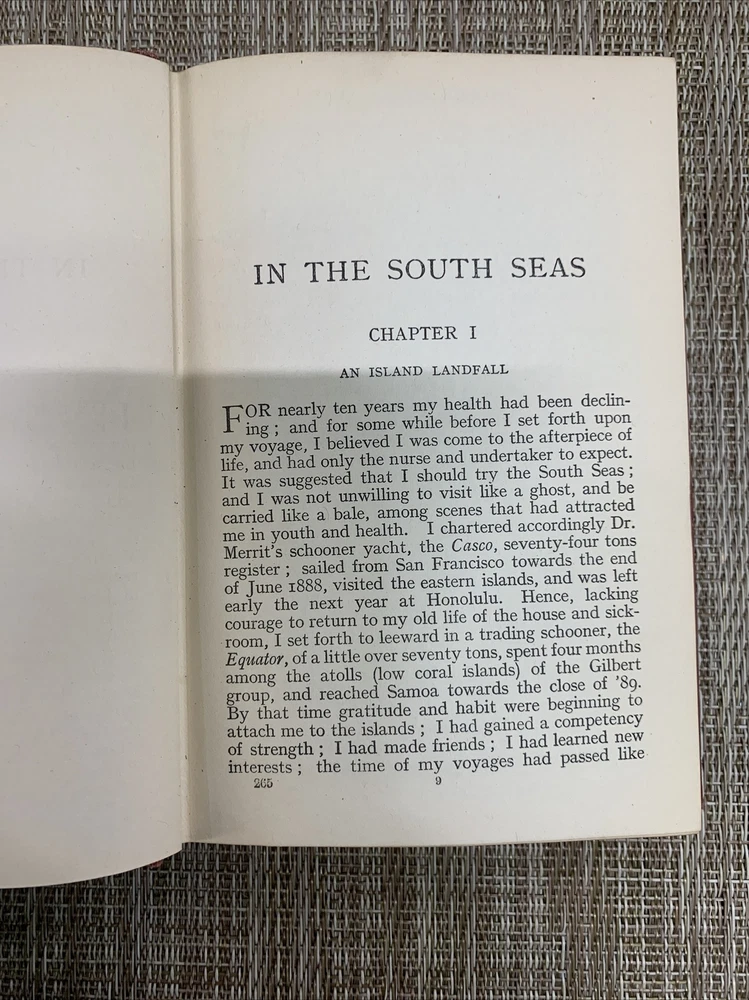 IN THE SOUTH SEAS
CHAPTER I
AN ISLAND LANDFALL
FOR nearly ten years my health had been declin-
ing ; and for some while before I set forth upon
my voyage, I believed I was come to the afterpiece of
life, and had only the nurse and undertaker to expect.
It was suggested that I should try the South Seas ;
and I was not unwilling to visit like a ghost, and be
carried like a bale, among scenes that had attracted
me in youth and health. I chartered accordingly Dr.
Merrit's schooner yacht, the Casco, seventy-four tons
register ; sailed from San Francisco towards the end
of June 1888, visited the eastern islands, and was left
early the next year at Honolulu. Hence, lacking
courage to return to my old life of the house and sick-
room, I set forth to leeward in a trading schooner, the
Equator, of a little over seventy tons, spent four months
among the atolls (low coral islands) of the Gilbert
group, and reached Samoa towards the close of '89.
By that time gratitude and habit were beginning to
attach me to the islands ; I had gained a competency
of strength ; I had made friends ; I had learned new
interests ; the time of my voyages had passed like
265 9